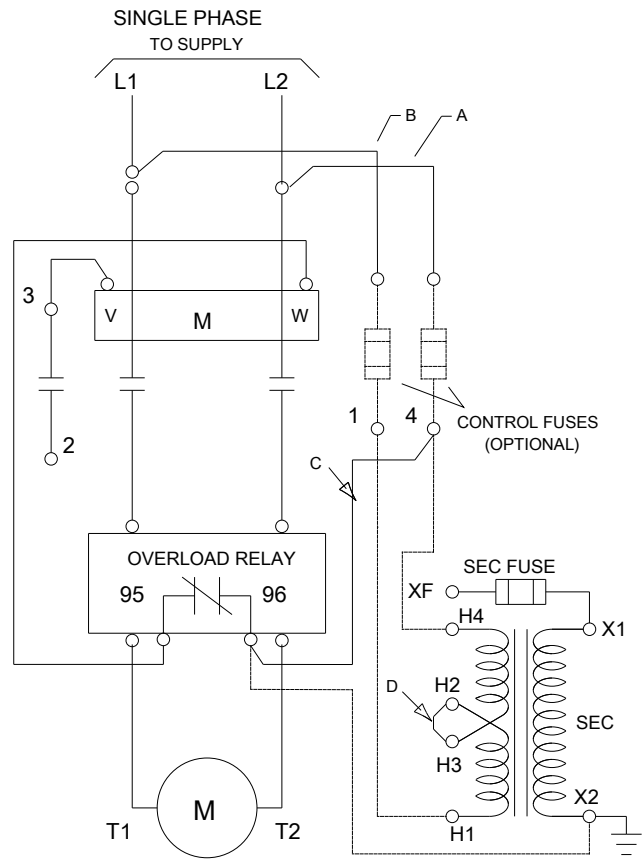 SINGLE PHASE
TO SUPPLY
L1
L2
B
A
3
V
M
W
2
1
4
CONTROL FUSES
(OPTIONAL)
C
OVERLOAD RELAY
95
96
SEC FUSE
XF
H4
X1
D
H2
H3
SEC
X2
H1
T1
M
T2